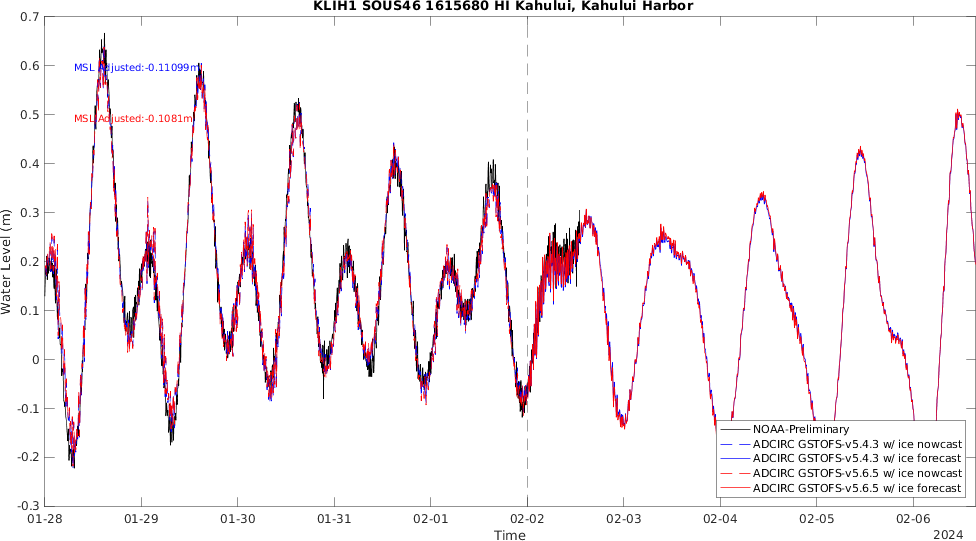 KLIH1 SOUS46 1615680 HI Kahului, Kahului Harbor
0.7
0.6
0.5
0.4
0.3
0.2
0.1
0
-0.1
-0.2
-0.3
Water Level (m)
MSL Adjusted:-0.11099m
MSL Adjusted:-0.1081m
NOAA-Preliminary
ADCIRC GSTOFS-v5.4.3 w/ ice nowcast
ADCIRC GSTOFS-v5.4.3 w/ ice forecast
ADCIRC GSTOFS-v5.6.5 w/ ice nowcast
ADCIRC GSTOFS-v5.6.5 w/ ice forecast
01-28 01-29 01-30 01-31 02-01 02-02 02-03 02-04 02-05 02-06
Time
2024